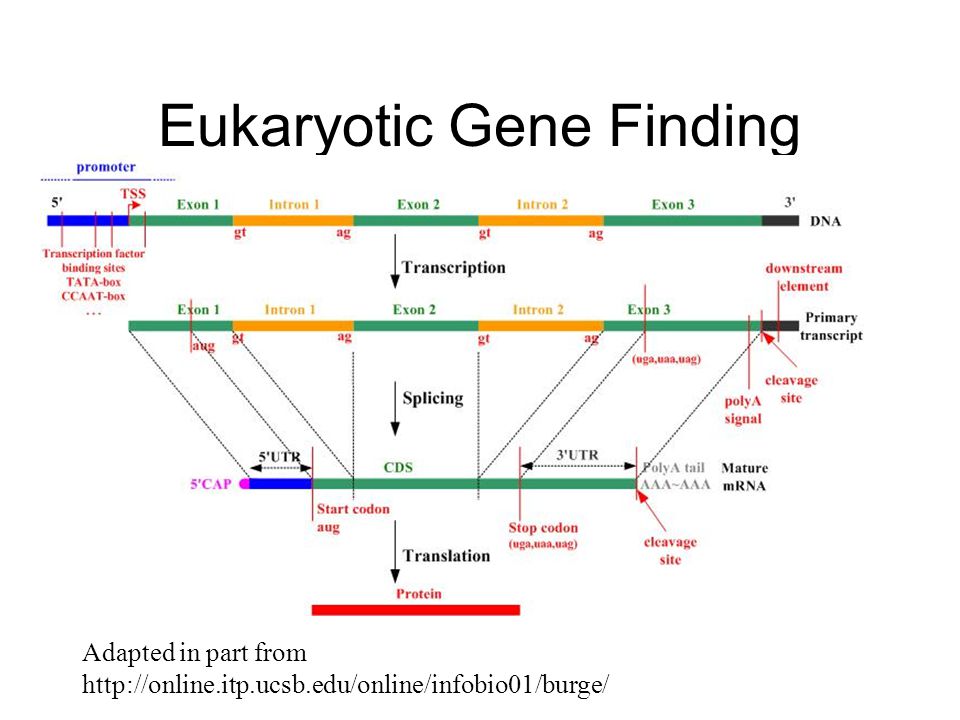 Eukaryotic Gene Finding
promoter
5' TSS Exon 1 Intron 1 Exon 2 Intron 2 Exon 3 3'
DNA
gt ag gt ag
Transcription factor
binding sites
TATA-box
CCAAT-box
...
Transcription
downstream
element
Exon 1 Intron 1 Exon 2 Intron 2 Exon 3
Primary
transcript
aug gt ag gt ag (uga,uaa,uag)
cleavage
site
polyA
signal
Splicing
5'UTR CDS 3'UTR
PolyA tail
AAA~AAA
Mature
mRNA
5'CAP
Start codon
aug
Stop codon
(uga,uaa,uag)
cleavage
site
Translation
Protein
Adapted in part from
http://online.itp.ucsb.edu/online/infobio01/burge/